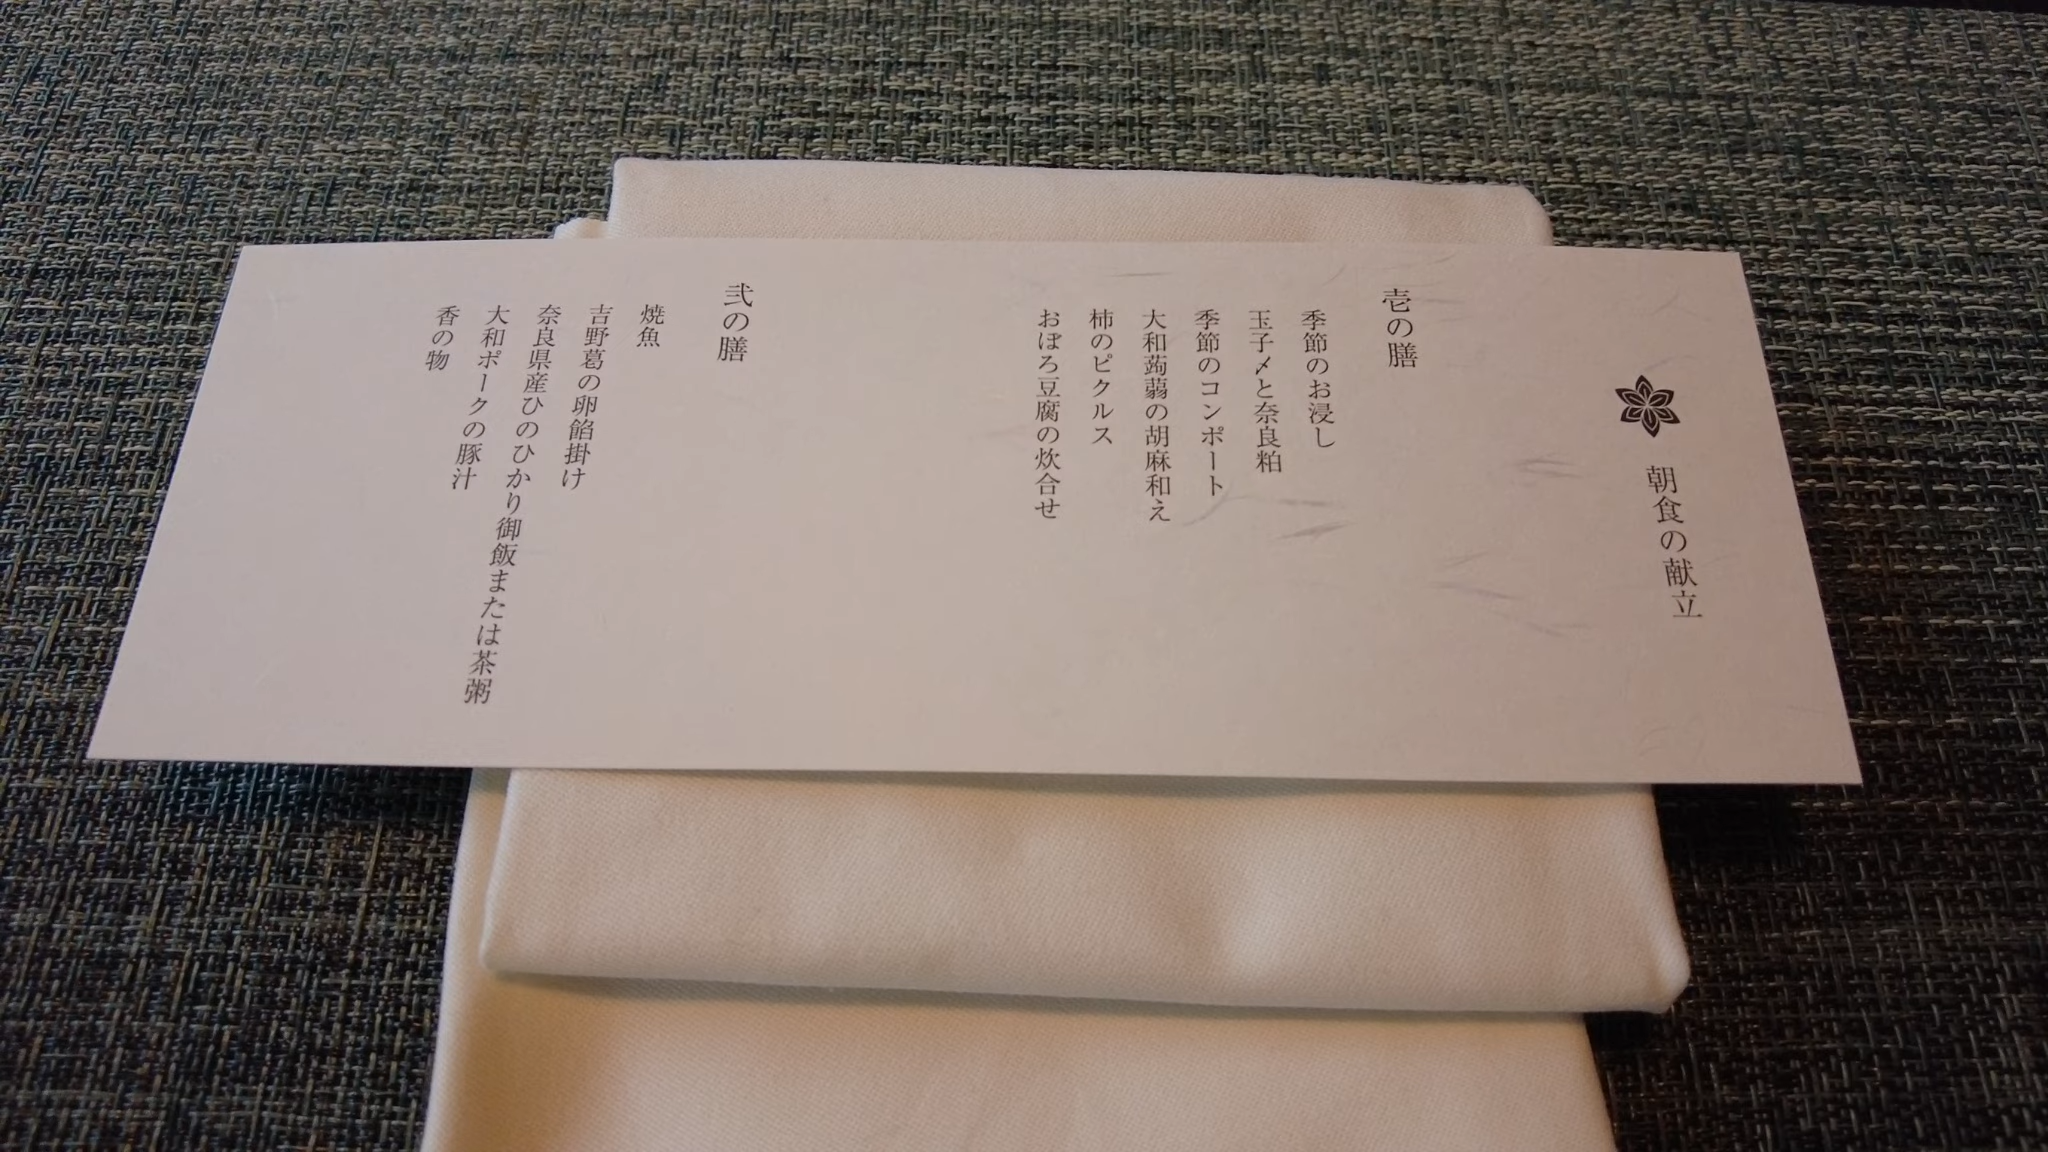 朝食の献立
壱の膳
季節のお浸し
玉子〆と奈良粕
季節のコンポート
大和蒟蒻の胡麻和え
柿のピクルス
おぼろ豆腐の炊合せ
弐の膳
焼魚
吉野葛の卵餡掛け
奈良県産ひのひかり御飯または茶粥
大和ポークの豚汁
香の物